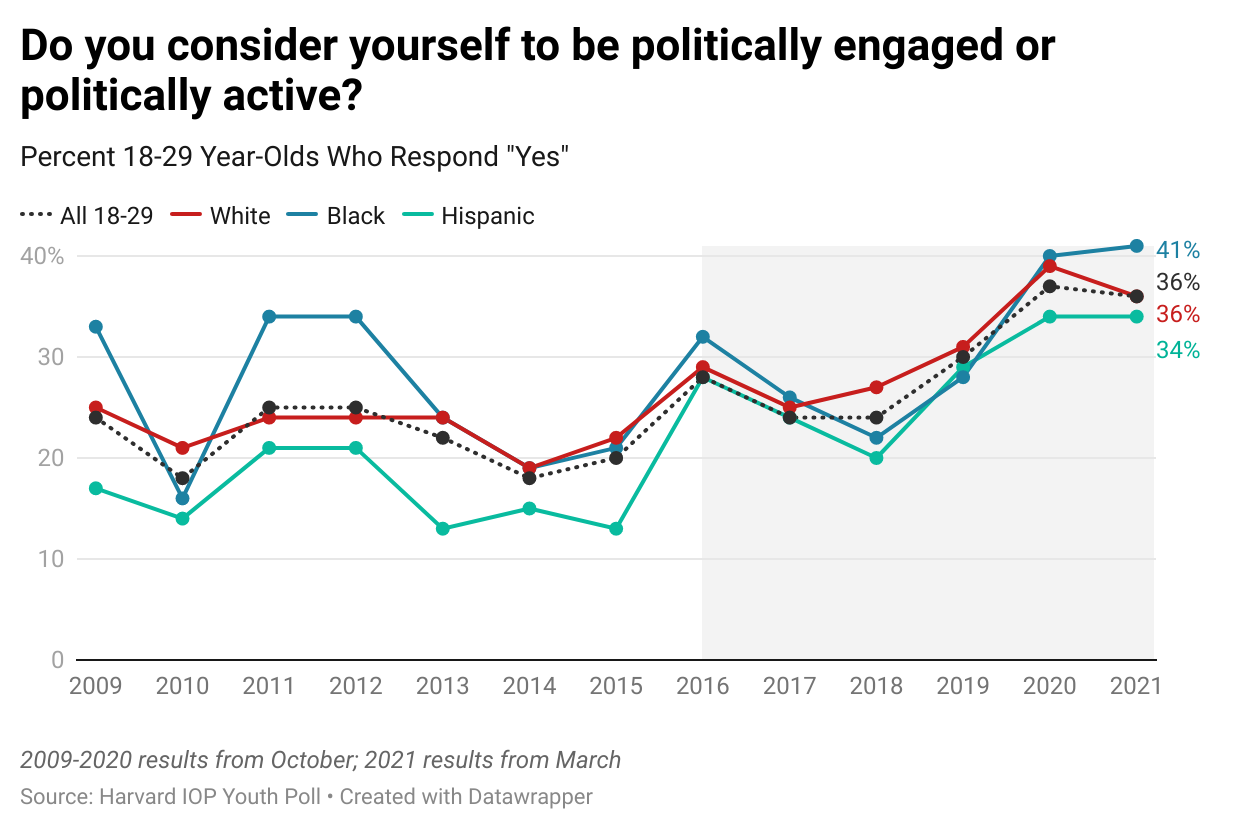 Do you consider yourself to be politically engaged or
politically active?
Percent 18-29 Year-Olds Who Respond "Yes"
All 18-29 White Black Hispanic
40%
30
20
10
0
41%
36%
36%
34%
2009 2010 2011 2012 2013 2014 2015 2016 2017 2018 2019 2020 2021
2009-2020 results from October; 2021 results from March
Source: Harvard IOP Youth Poll • Created with Datawrapper